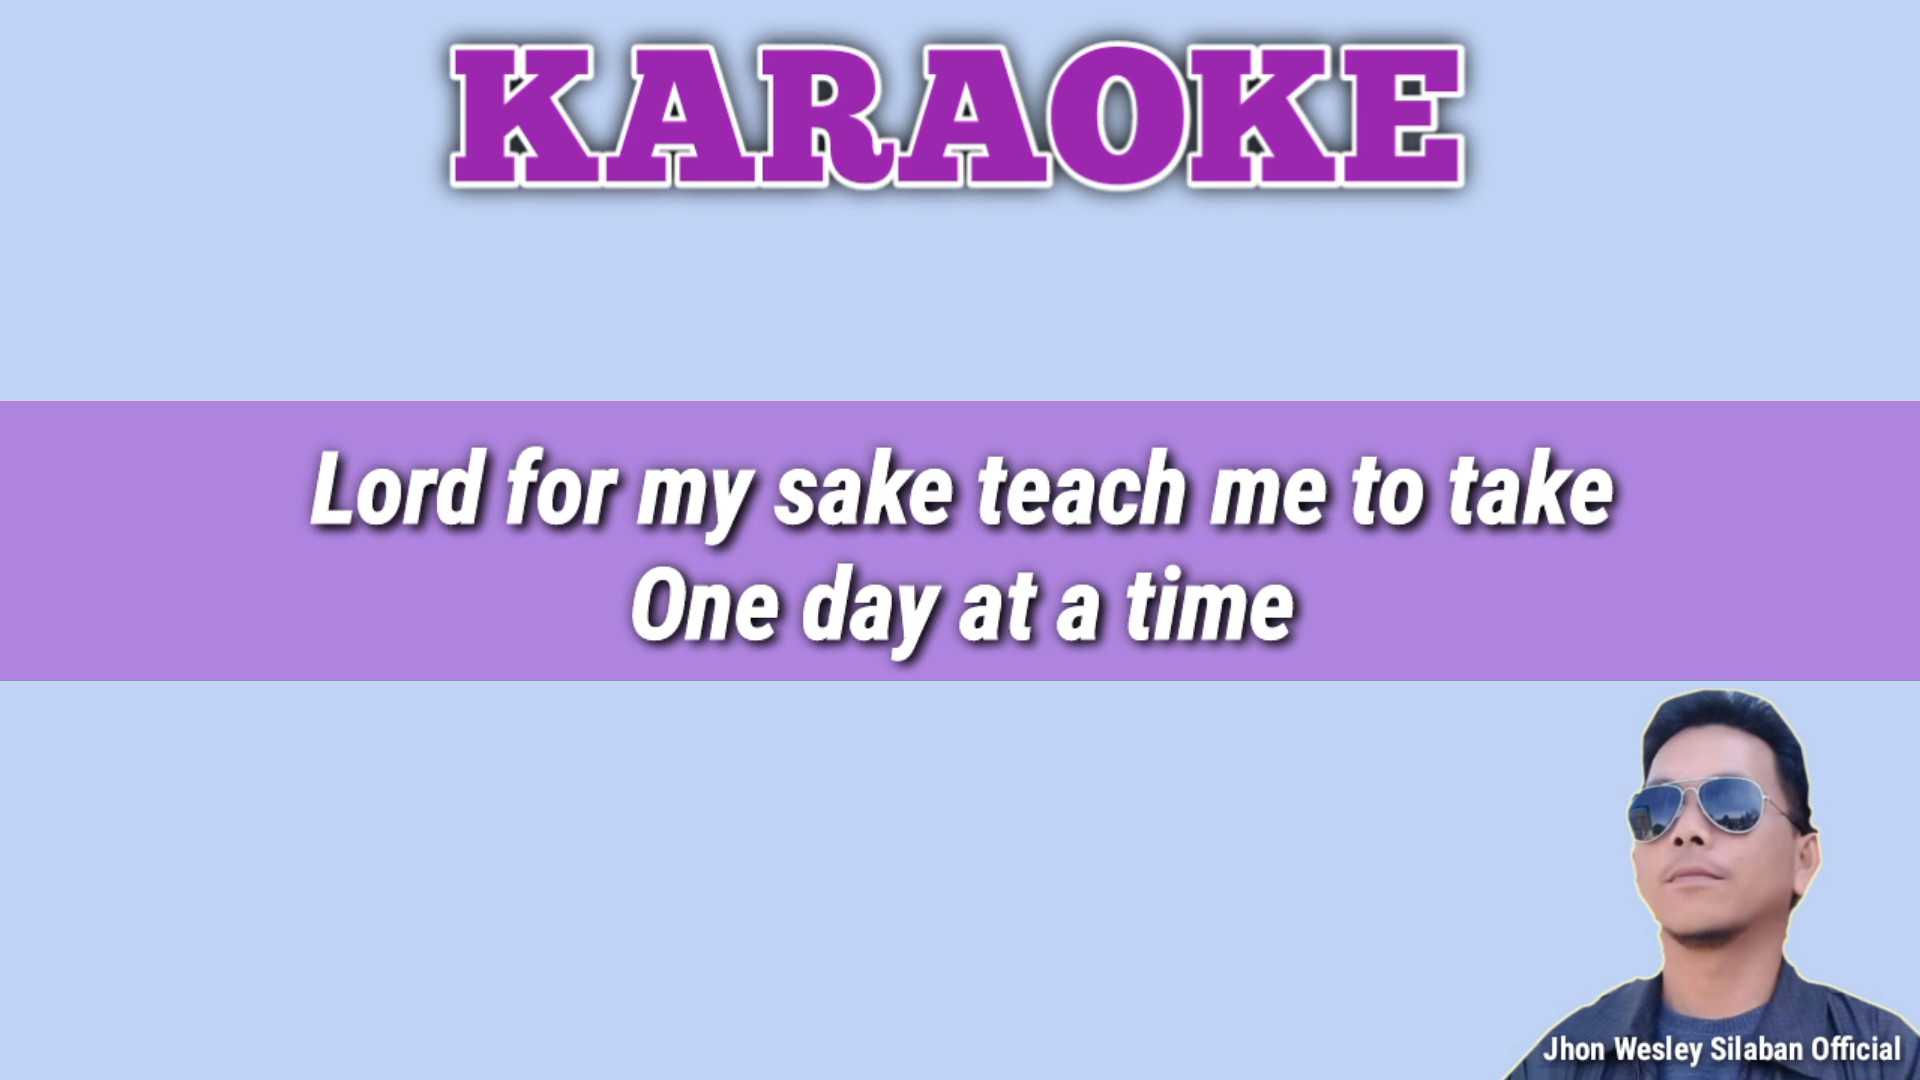 KARAOKE
Lord for my sake teach me to take
One day at a time
Jhon Wesley Silaban Official